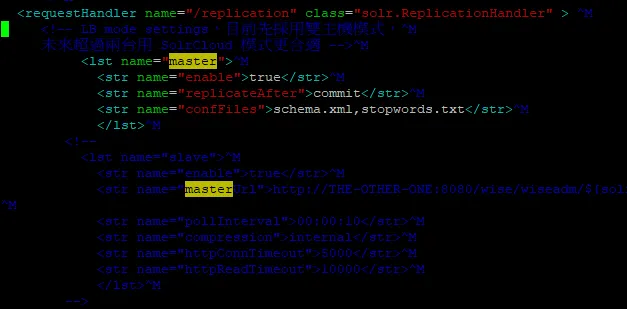 <requestHandler name="/replication" class="solr.ReplicationHandler" > ^M
<!-- LB mode settings, 目前先採用雙主機模式，^M
未來超過兩台用 SolrCloud 模式更合適 -->^M
<lst name="master">^M
<str name="enable">true</str>^M
<str name="replicateAfter">commit</str>^M
<str name="confFiles">schema.xml,stopwords.txt</str>^M
</lst>^M
<!--
<lst name="slave">^M
<str name="enable">true</str>^M
<str name="masterUrl">http://THE-OTHER-ONE:8080/wise/wiseadm/${sol
^M
<str name="pollInterval">00:00:10</str>^M
<str name="compression">internal</str>^M
<str name="httpConnTimeout">5000</str>^M
<str name="httpReadTimeout">10000</str>^M
</lst>^M
-->